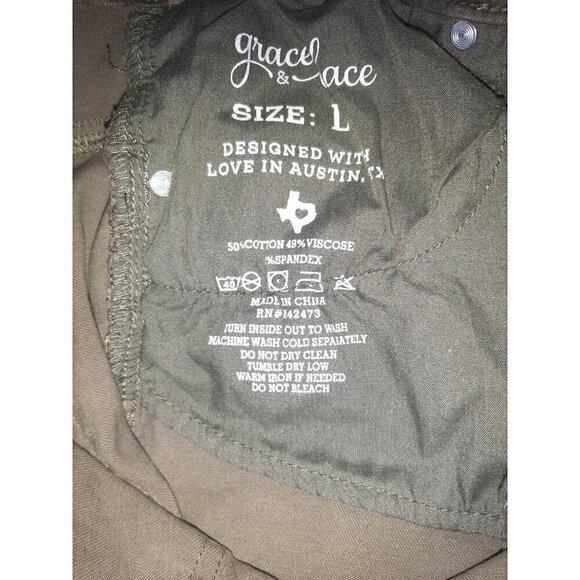 grace
& lace
SIZE: L
DESIGNED WITH
LOVE IN AUSTIN, TX
50%COTTON 49%VISCOSE
%SPANDEX
40
MADE IN CHINA
RN#142473
TURN INSIDE OUT TO WASH
MACHINE WASH COLD SEPARATELY
DO NOT DRY CLEAN
TUMBLE DRY LOW
WARM IRON IF NEEDED
DO NOT BLEACH